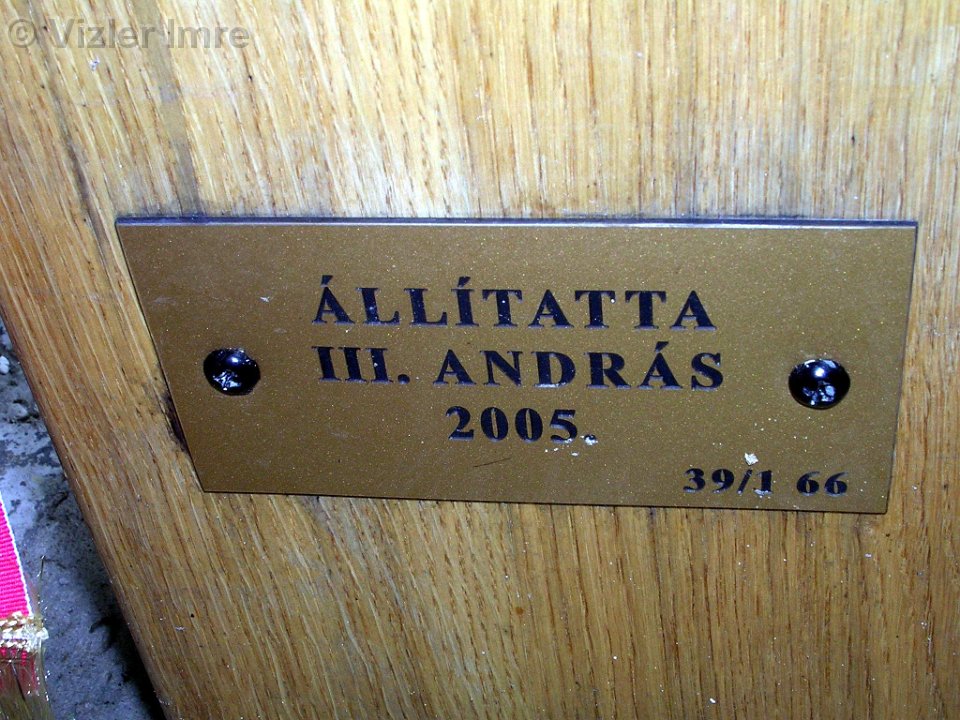 © Vizler Imre
ÁLLÍTATTA
III. ANDRÁS
2005.
39/1 66